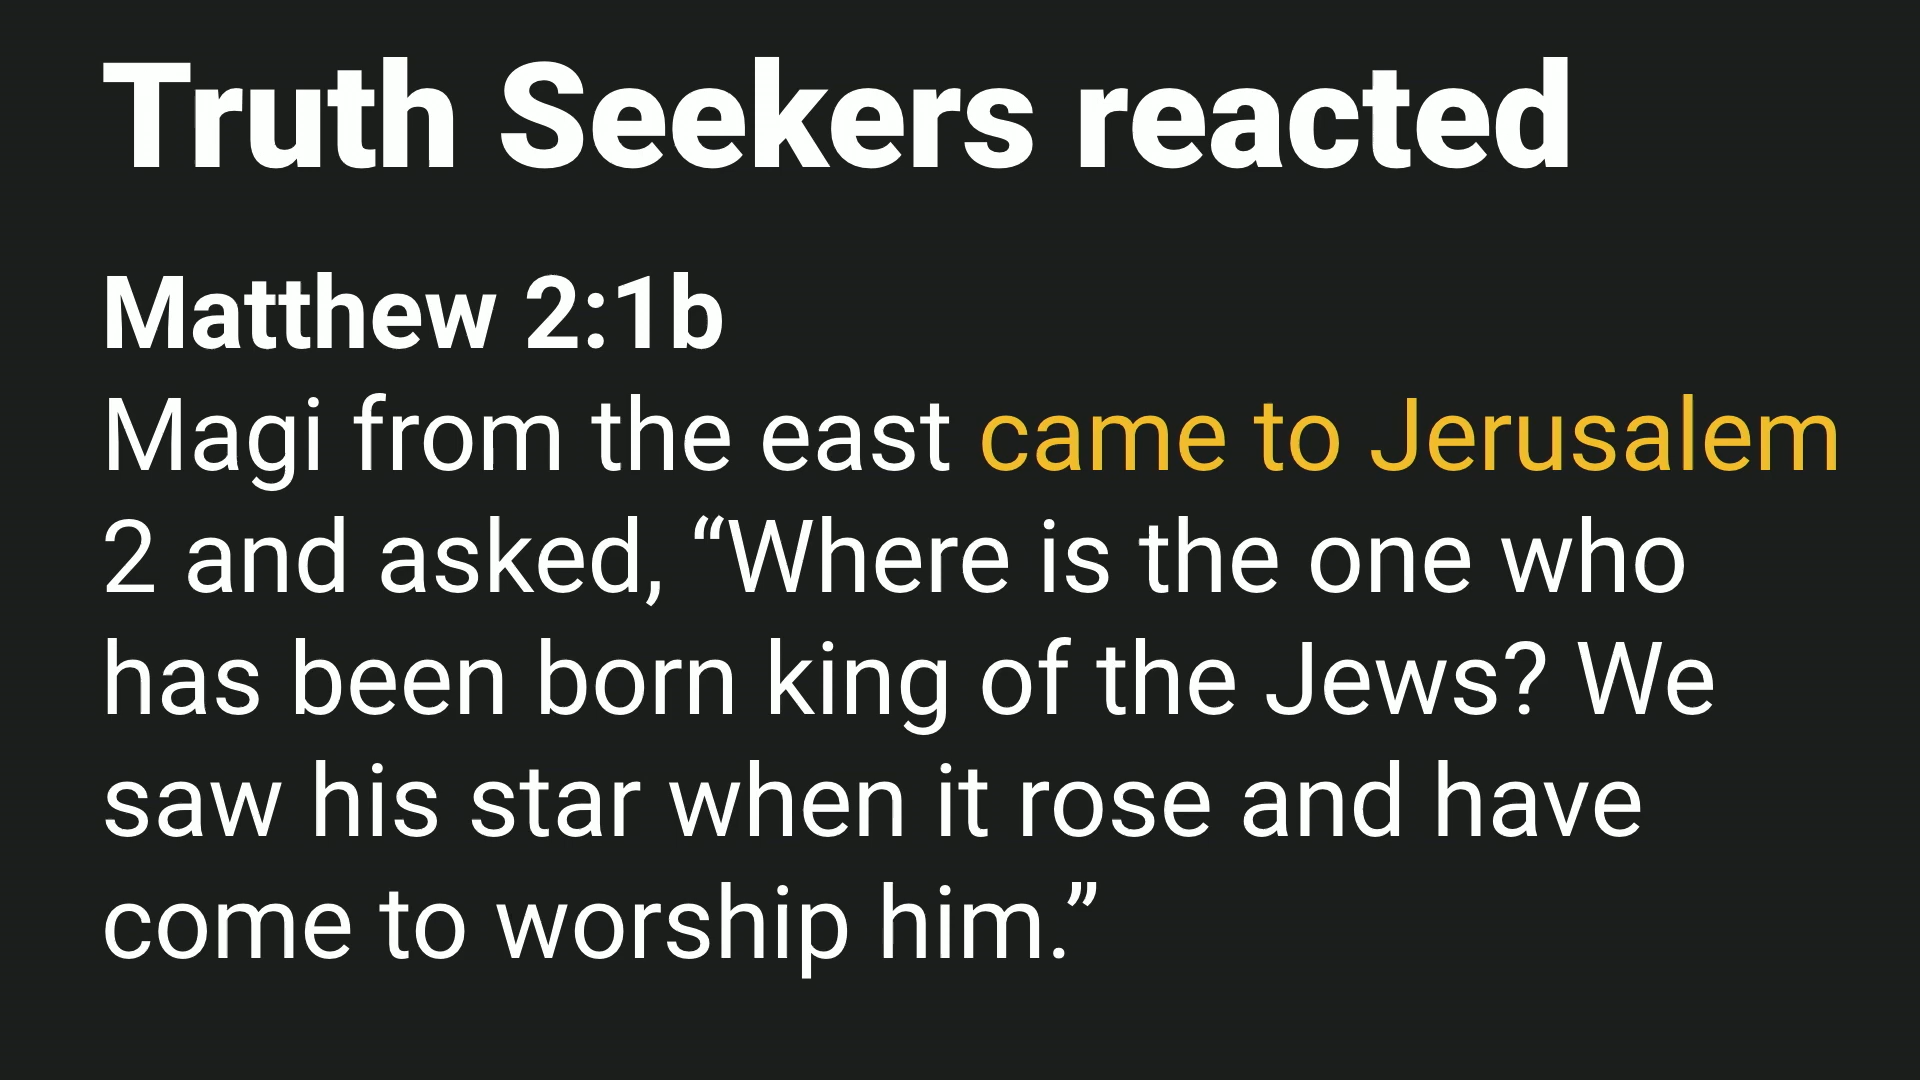 Truth Seekers reacted
Matthew 2:1b
Magi from the east came to Jerusalem
2 and asked, “Where is the one who
has been born king of the Jews? We
saw his star when it rose and have
come to worship him.”